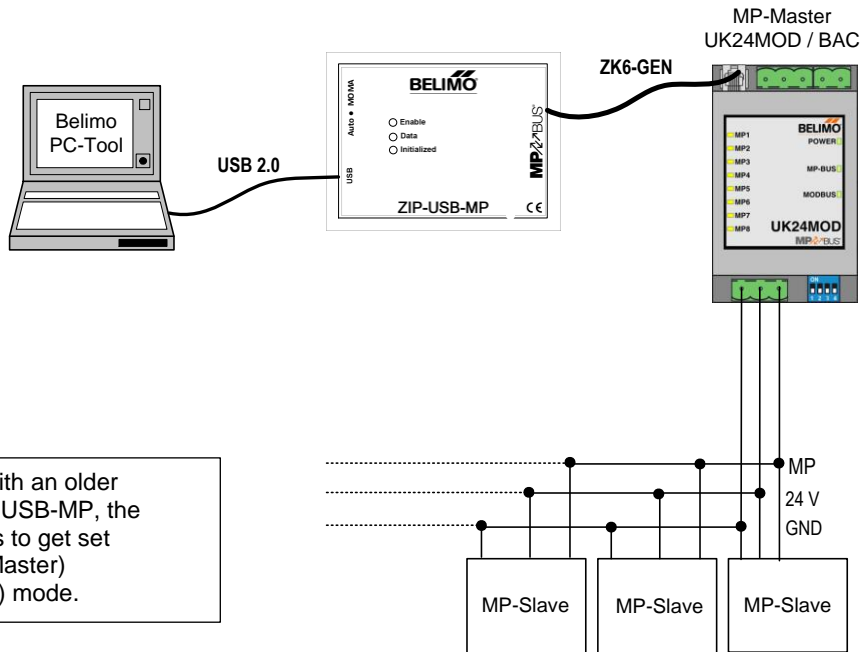 MP-Master
UK24MOD / BAC
ZK6-GEN
Belimo
PC-Tool
USB 2.0
BELIMO
Auto • MDMA
USB
Enable
Data
Initialized
MP BUS
ZIP-USB-MP
CE
BELIMO
POWER
MP1
MP2
MP3
MP4
MP5
MP6
MP7
MP8
MP-BUS
MODBUS
UK24MOD
MP BUS
ON
1 2 3 4
ith an older
USB-MP, the
s to get set
Master)
) mode.
MP
24 V
GND
MP-Slave
MP-Slave
MP-Slave